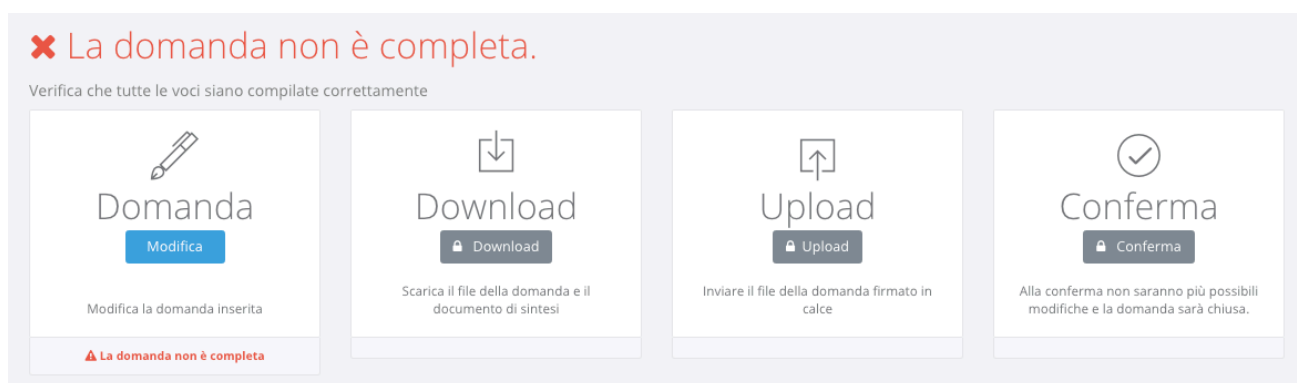 La domanda non è completa.
Verifica che tutte le voci siano compilate correttamente
Domanda
Modifica
Modifica la domanda inserita
La domanda non è completa
Download
Download
Scarica il file della domanda e il
documento di sintesi
Upload
Upload
Inviare il file della domanda firmato in
calce
Conferma
Conferma
Alla conferma non saranno più possibili
modifiche e la domanda sarà chiusa.